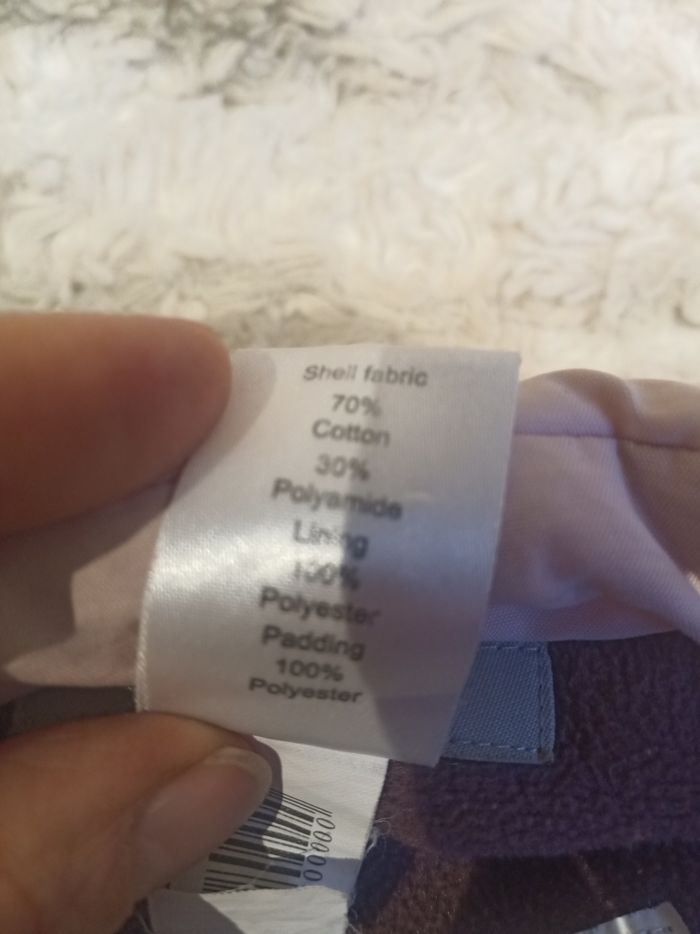 Shell fabric
70%
Cotton
30%
Polyamide
Lining
100%
Polyester
Padding
100%
Polyester